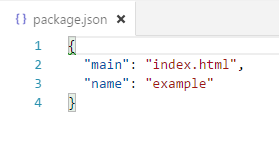 package.json
1 {
2 "main": "index.html",
3 "name": "example"
4 }